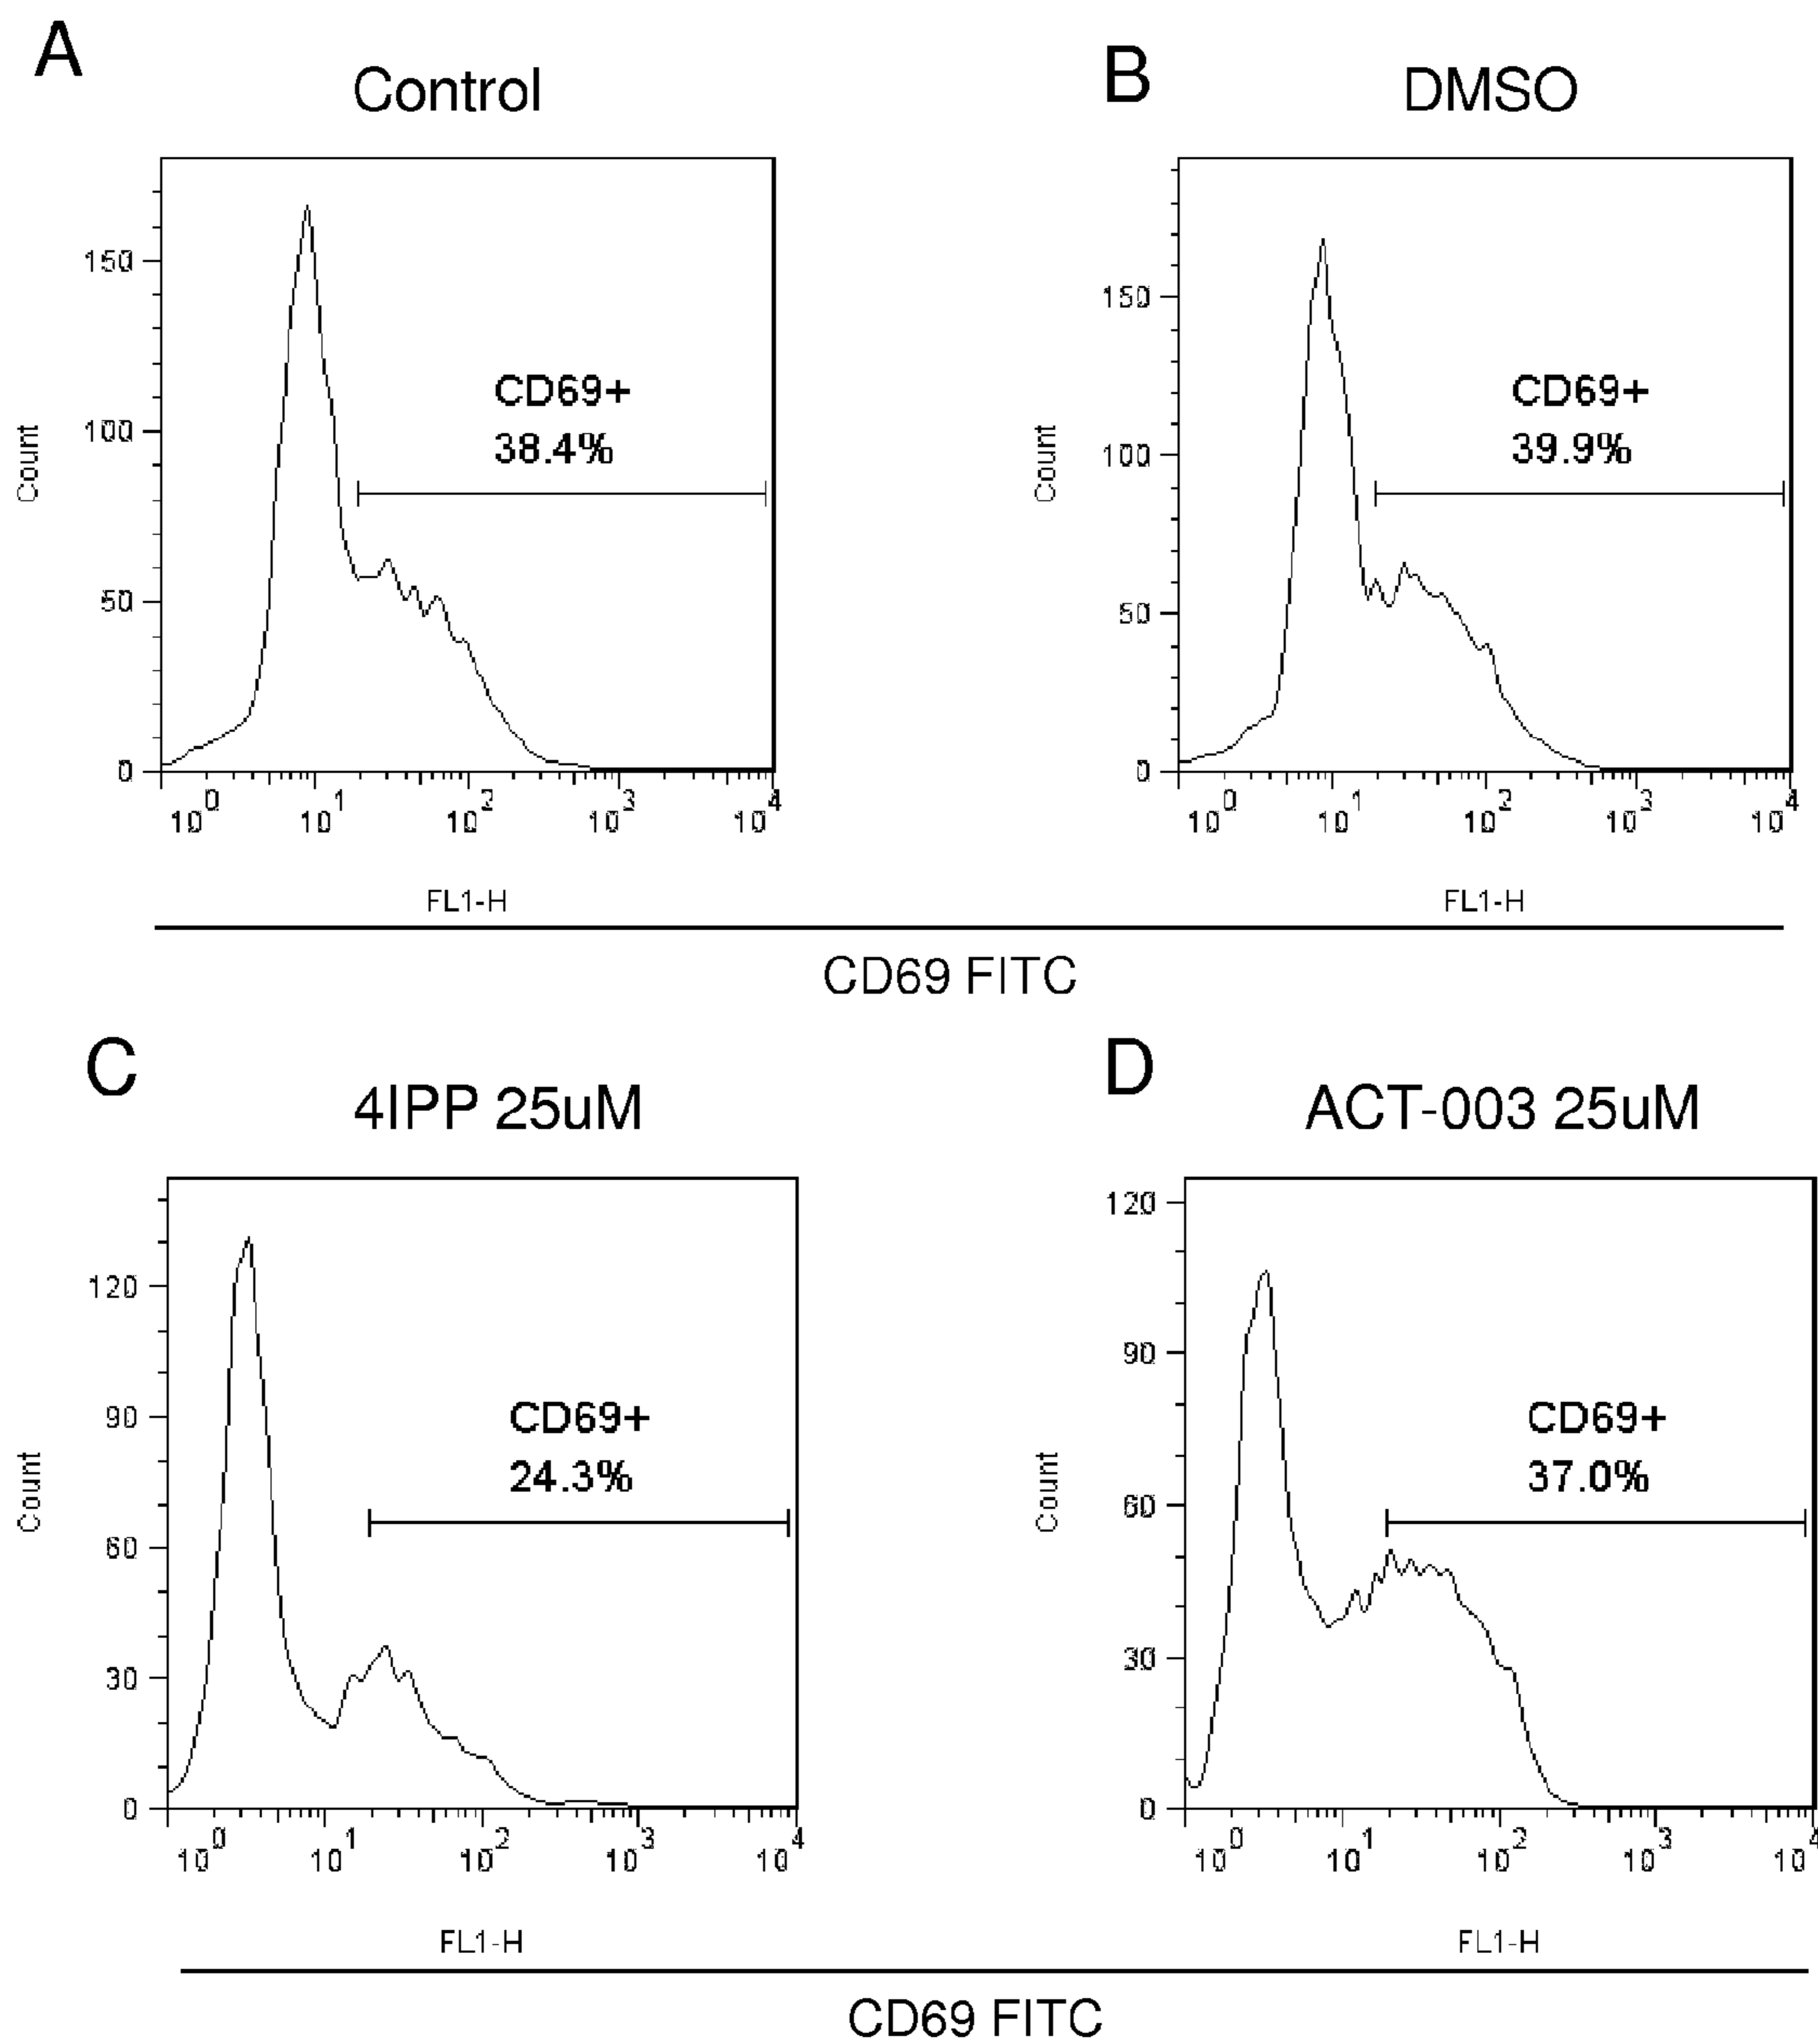 A
Control
150
100
50
0
Count
CD69+
38.4%
10^0 10^1 10^2 10^3 10^4
FL1-H
B
DMSO
150
100
50
0
Count
CD69+
39.9%
10^0 10^1 10^2 10^3 10^4
FL1-H
CD69 FITC
C
4IPP 25uM
120
90
60
30
0
Count
CD69+
24.3%
10^0 10^1 10^2 10^3 10^4
FL1-H
D
ACT-003 25uM
120
90
60
30
0
Count
CD69+
37.0%
10^0 10^1 10^2 10^3 10^4
FL1-H
CD69 FITC